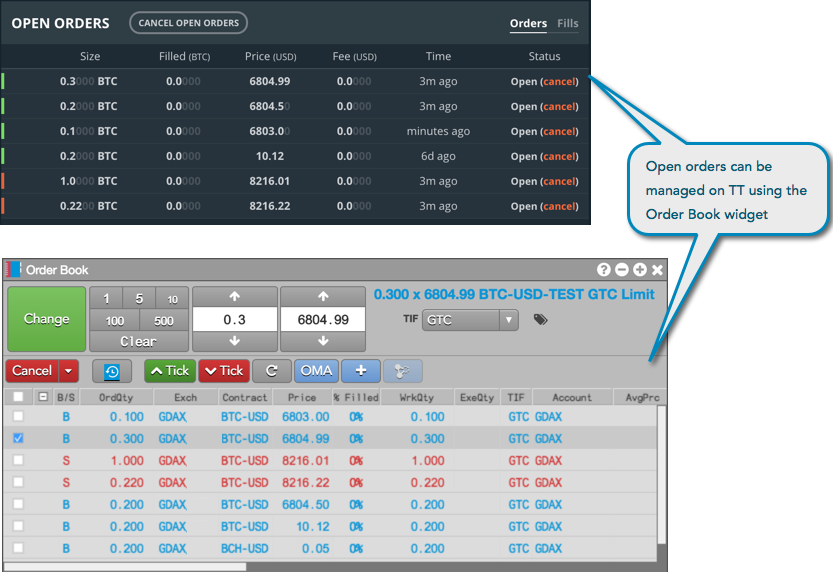 OPEN ORDERS CANCEL OPEN ORDERS Orders Fills
Size Filled (BTC) Price (USD) Fee (USD) Time Status
0.3000 BTC 0.0000 6804.99 0.0000 3m ago Open (cancel)
0.2000 BTC 0.0000 6804.50 0.0000 3m ago Open (cancel)
0.1000 BTC 0.0000 6803.00 0.0000 minutes ago Open (cancel)
0.2000 BTC 0.0000 10.12 0.0000 6d ago Open (cancel)
1.0000 BTC 0.0000 8216.01 0.0000 3m ago Open (cancel)
0.2200 BTC 0.0000 8216.22 0.0000 3m ago Open (cancel)
Open orders can be
managed on TT using the
Order Book widget
Order Book
Change 1 5 10 0.300 x 6804.99 BTC-USD-TEST GTC Limit
100 500 0.3 6804.99 TIF GTC
Clear
Cancel Tick Tick OMA
B/S OrdQty Exch Contract Price % Filled WrkQty ExeQty TIF Account AvgPrc
B 0.100 GDAX BTC-USD 6803.00 0% 0.100 GTC GDAX
B 0.300 GDAX BTC-USD 6804.99 0% 0.300 GTC GDAX
S 1.000 GDAX BTC-USD 8216.01 0% 1.000 GTC GDAX
S 0.220 GDAX BTC-USD 8216.22 0% 0.220 GTC GDAX
B 0.200 GDAX BTC-USD 6804.50 0% 0.200 GTC GDAX
B 0.200 GDAX BTC-USD 10.12 0% 0.200 GTC GDAX
B 0.200 GDAX BCH-USD 0.05 0% 0.200 GTC GDAX